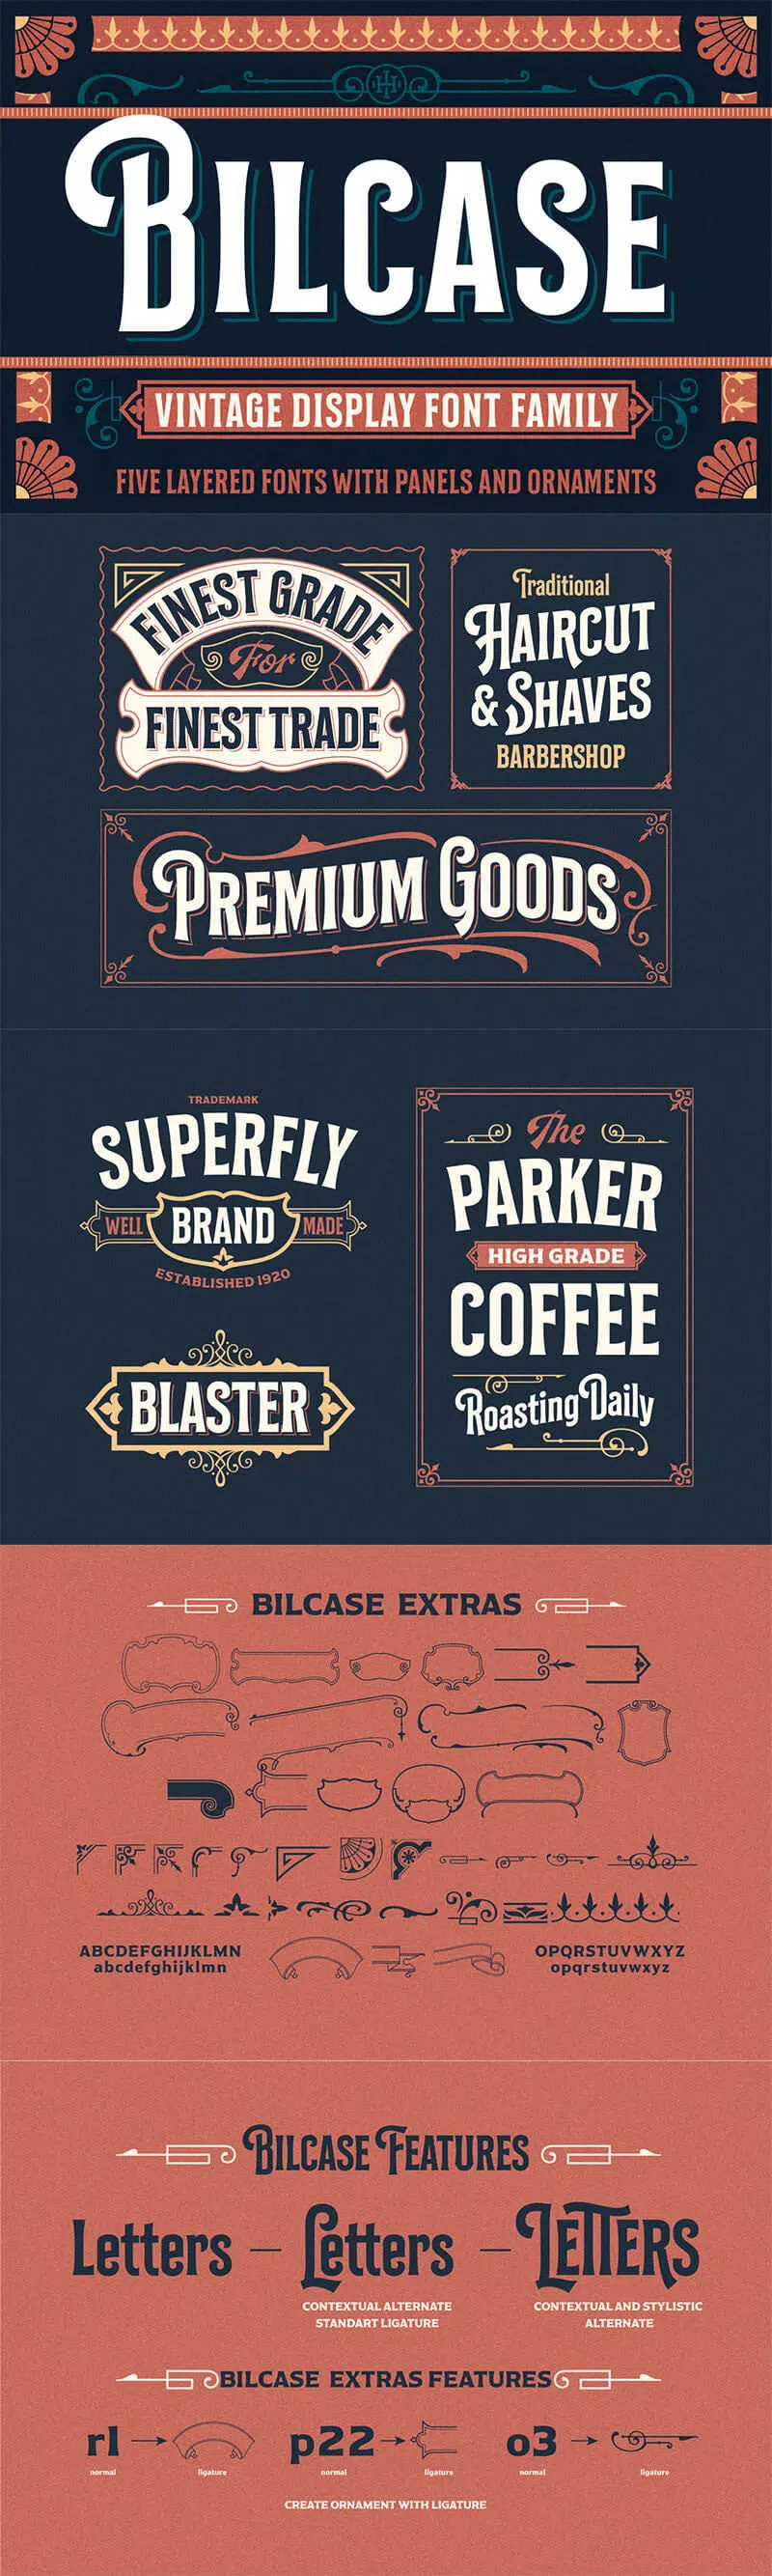 BILCASE
VINTAGE DISPLAY FONT FAMILY
FIVE LAYERED FONTS WITH PANELS AND ORNAMENTS
FINEST GRADE
For
FINEST TRADE
Traditional
HAIRCUT
& SHAVES
BARBERSHOP
PREMIUM GOODS
TRADEMARK
SUPERFLY
WELL BRAND MADE
ESTABLISHED 1920
BLASTER
The
PARKER
HIGH GRADE
COFFEE
Roasting Daily
BILCASE EXTRAS
ABCDEFGHIJKLMN
abcdefghijklmn
OPQRSTUVWXYZ
opqrstuvwxyz
BILCASE FEATURES
Letters — Letters — LETTERS
CONTEXTUAL ALTERNATE
STANDART LIGATURE
CONTEXTUAL AND STYLISTIC
ALTERNATE
BILCASE EXTRAS FEATURES
r1 p22 o3
normal ligature normal ligature normal ligature
CREATE ORNAMENT WITH LIGATURE